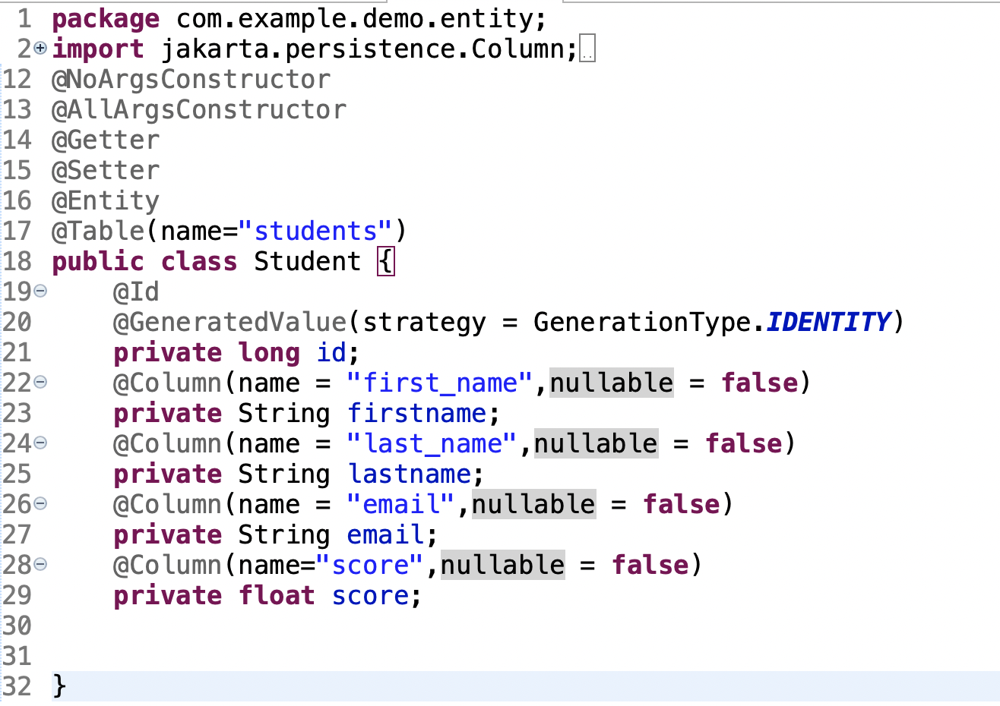 1 package com.example.demo.entity;
2 import jakarta.persistence.Column;..
12 @NoArgsConstructor
13 @AllArgsConstructor
14 @Getter
15 @Setter
16 @Entity
17 @Table(name="students")
18 public class Student {
19     @Id
20     @GeneratedValue(strategy = GenerationType.IDENTITY)
21     private long id;
22     @Column(name = "first_name",nullable = false)
23     private String firstname;
24     @Column(name = "last_name",nullable = false)
25     private String lastname;
26     @Column(name = "email",nullable = false)
27     private String email;
28     @Column(name="score",nullable = false)
29     private float score;
30
31
32 }